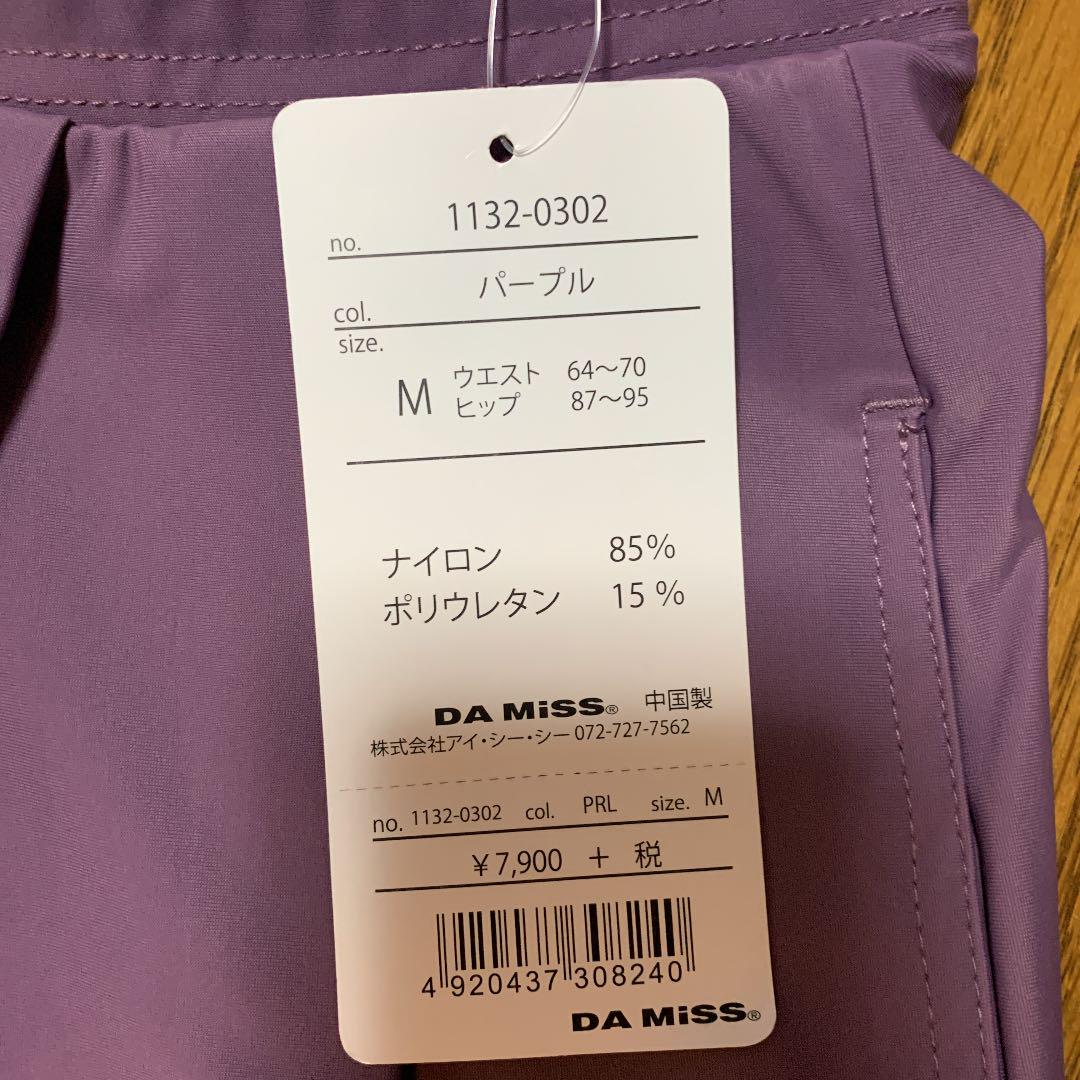 no. 1132-0302
col. パープル
size.
M ウエスト 64〜70
ヒップ 87〜95
ナイロン 85%
ポリウレタン 15 %
DA MiSS® 中国製
株式会社アイ・シー・シー 072-727-7562
no. 1132-0302 col. PRL size. M
￥7,900 + 税
4 920437 308240
DA MiSS®